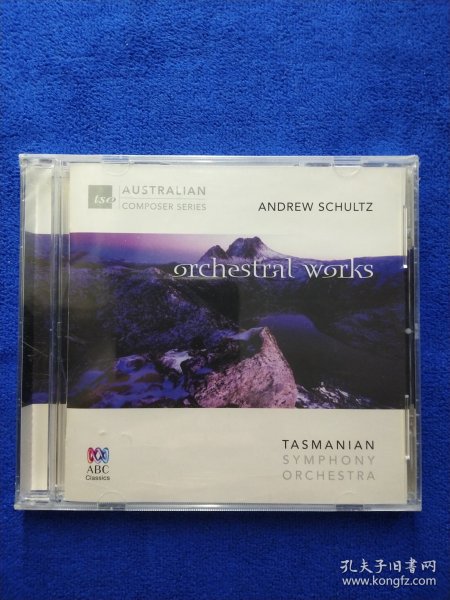 tso
AUSTRALIAN
COMPOSER SERIES
ANDREW SCHULTZ
orchestral works
TASMANIAN
SYMPHONY
ORCHESTRA
ABC
Classics
孔夫子旧书网
www.kongfz.com